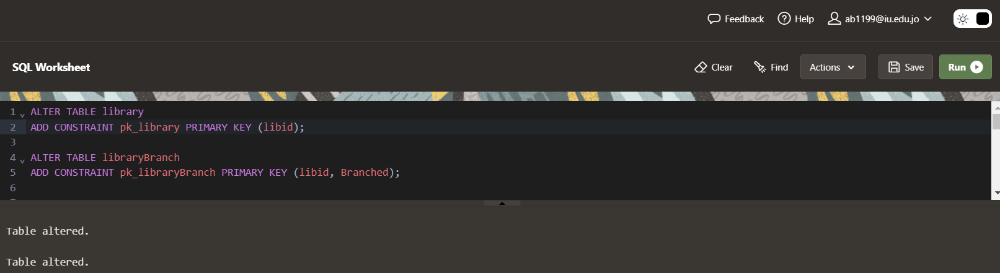 Feedback Help ab1199@iu.edu.jo
SQL Worksheet Clear Find Actions Save Run
1 ALTER TABLE library
2 ADD CONSTRAINT pk_library PRIMARY KEY (libid);
3
4 ALTER TABLE libraryBranch
5 ADD CONSTRAINT pk_libraryBranch PRIMARY KEY (libid, Branched);
6
Table altered.
Table altered.